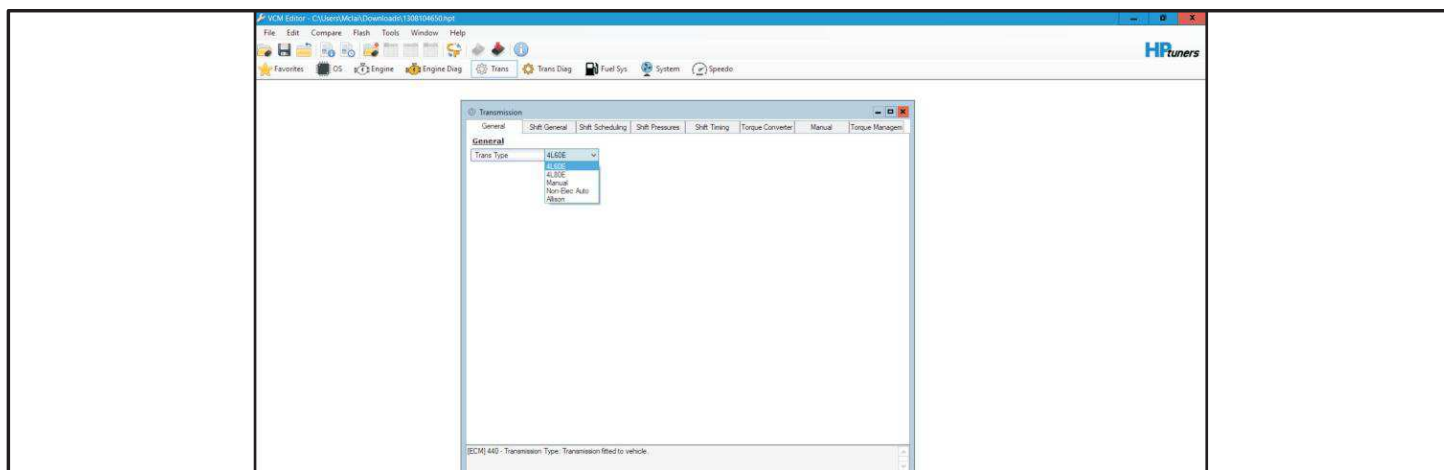 VCM Editor - C:\Users\Mclai\Downloads\1308104650.hpt
File Edit Compare Flash Tools Window Help
HPtuners
Favorites OS Engine Engine Diag Trans Trans Diag Fuel Sys System Speedo
Transmission
General Shift General Shift Scheduling Shift Pressures Shift Timing Torque Converter Manual Torque Managem
General
Trans Type 4L60E
4L60E
4L80E
Manual
Non-Elec Auto
Allison
[ECM] 440 - Transmission Type: Transmission fitted to vehicle.